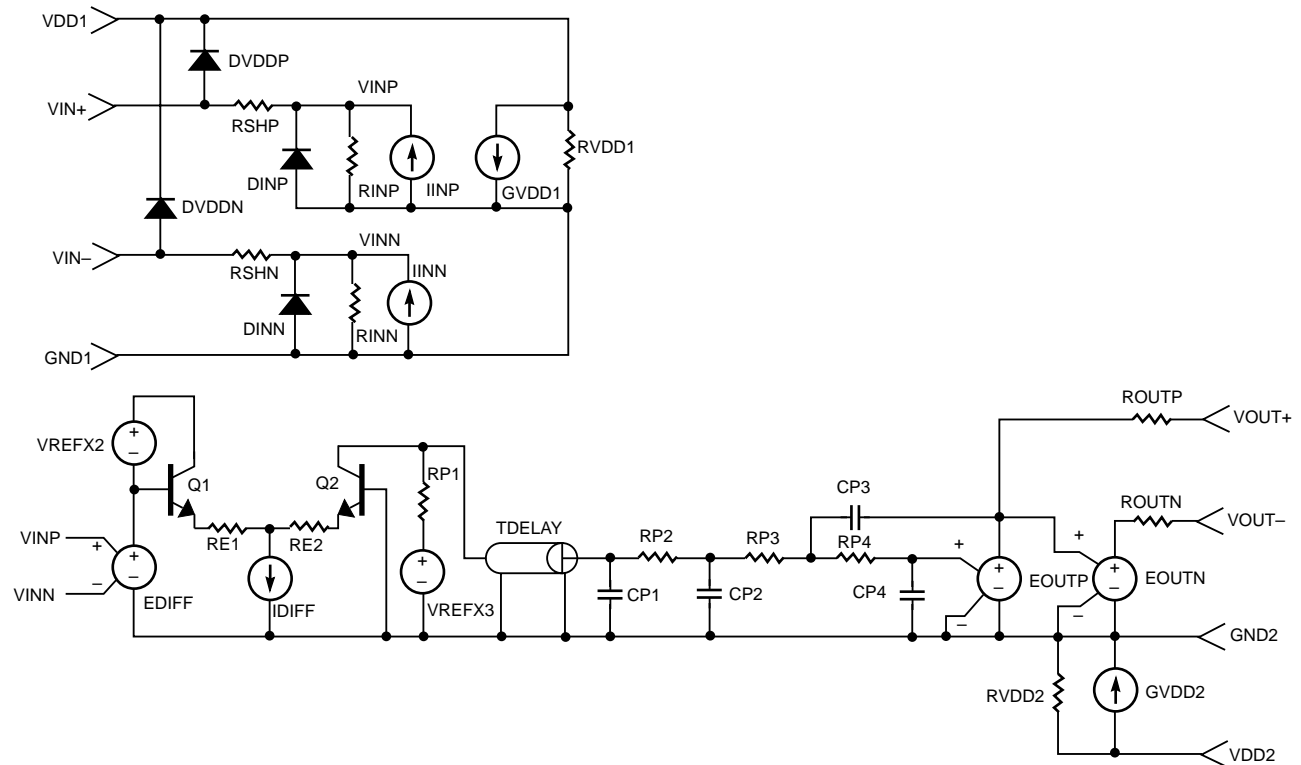 VDD1
DVDDP
VIN+
VINP
RSHP
DINP
RINP
IINP
GVDD1
RVDD1
DVDDN
VIN–
VINN
RSHN
IINN
DINN
RINN
GND1
ROUTP
VOUT+
VREFX2
+
–
Q1
Q2
RP1
CP3
ROUTN
VOUT–
TDELAY
VINP
+
RE1
RE2
RP2
RP3
RP4
+
+
VINN
–
+
–
EDIFF
IDIFF
+
–
VREFX3
CP1
CP2
CP4
–
+
–
EOUTP
–
+
–
EOUTN
GND2
RVDD2
GVDD2
VDD2